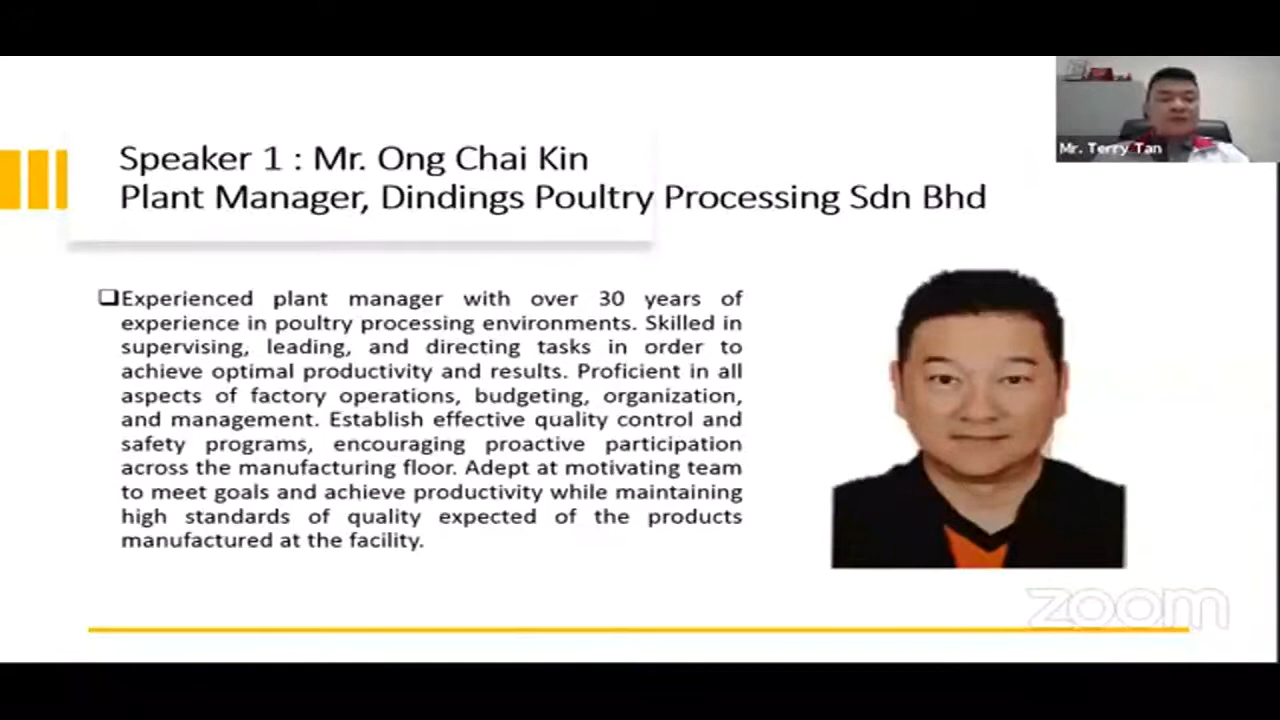 Mr. Terry Tan
Speaker 1 : Mr. Ong Chai Kin
Plant Manager, Dindings Poultry Processing Sdn Bhd
Experienced plant manager with over 30 years of
experience in poultry processing environments. Skilled in
supervising, leading, and directing tasks in order to
achieve optimal productivity and results. Proficient in all
aspects of factory operations, budgeting, organization,
and management. Establish effective quality control and
safety programs, encouraging proactive participation
across the manufacturing floor. Adept at motivating team
to meet goals and achieve productivity while maintaining
high standards of quality expected of the products
manufactured at the facility.
zoom